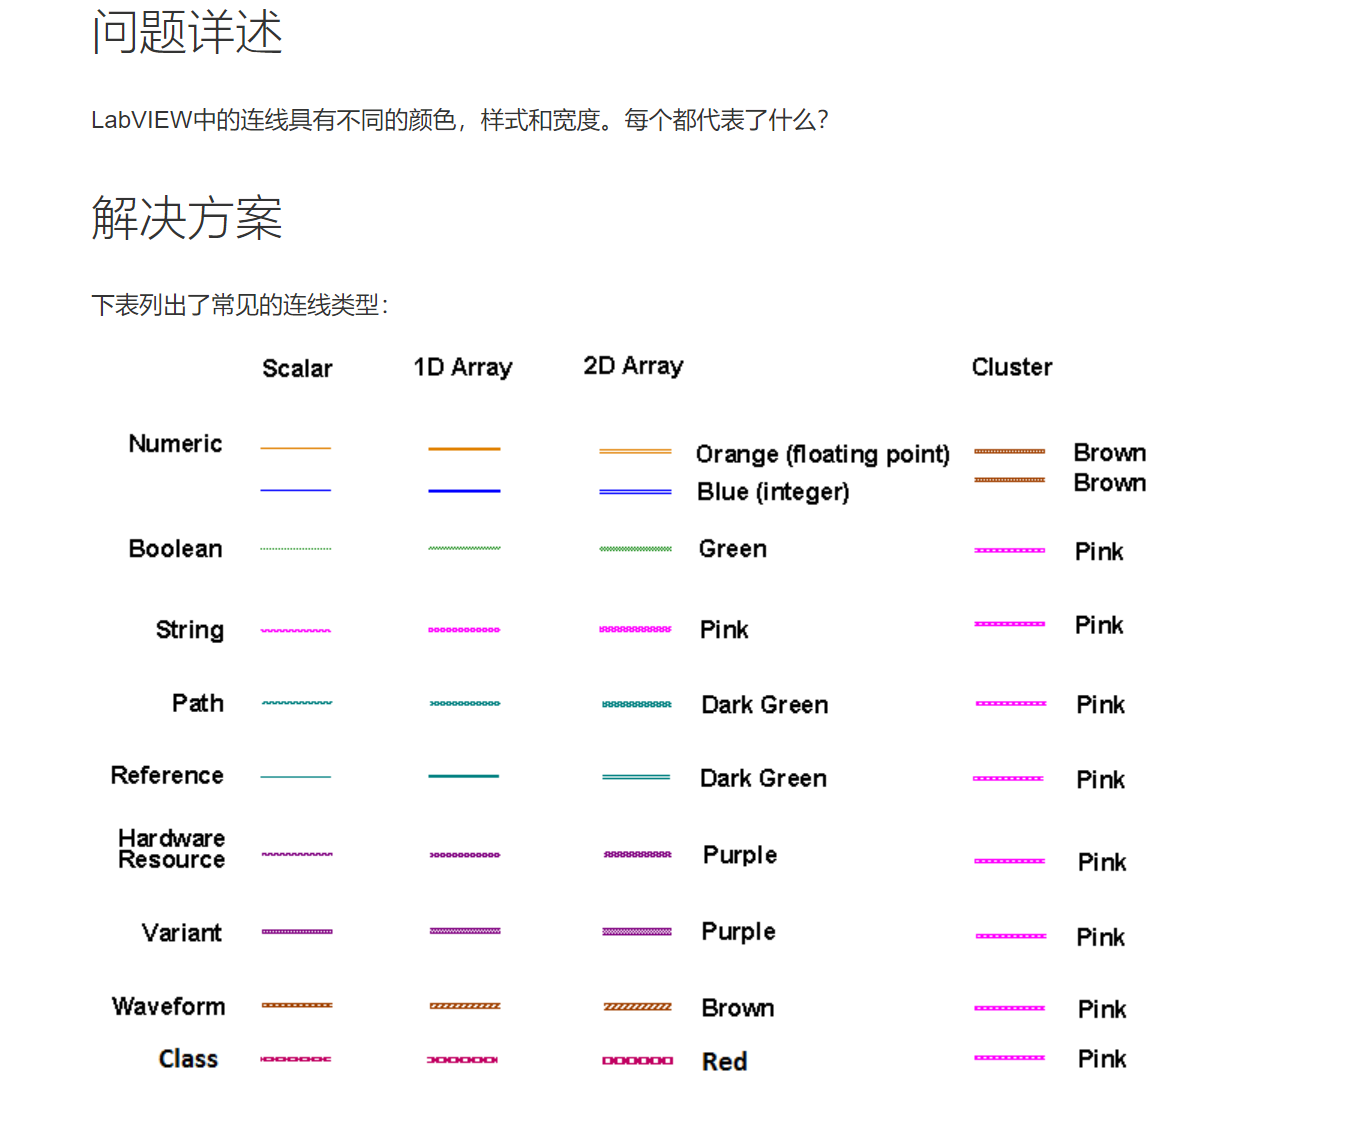 问题详述
LabVIEW中的连线具有不同的颜色，样式和宽度。每个都代表了什么？
解决方案
下表列出了常见的连线类型：
Scalar 1D Array 2D Array Cluster
Numeric Orange (floating point) Brown
Blue (integer) Brown
Boolean Green Pink
String Pink Pink
Path Dark Green Pink
Reference Dark Green Pink
Hardware
Resource Purple Pink
Variant Purple Pink
Waveform Brown Pink
Class Red Pink